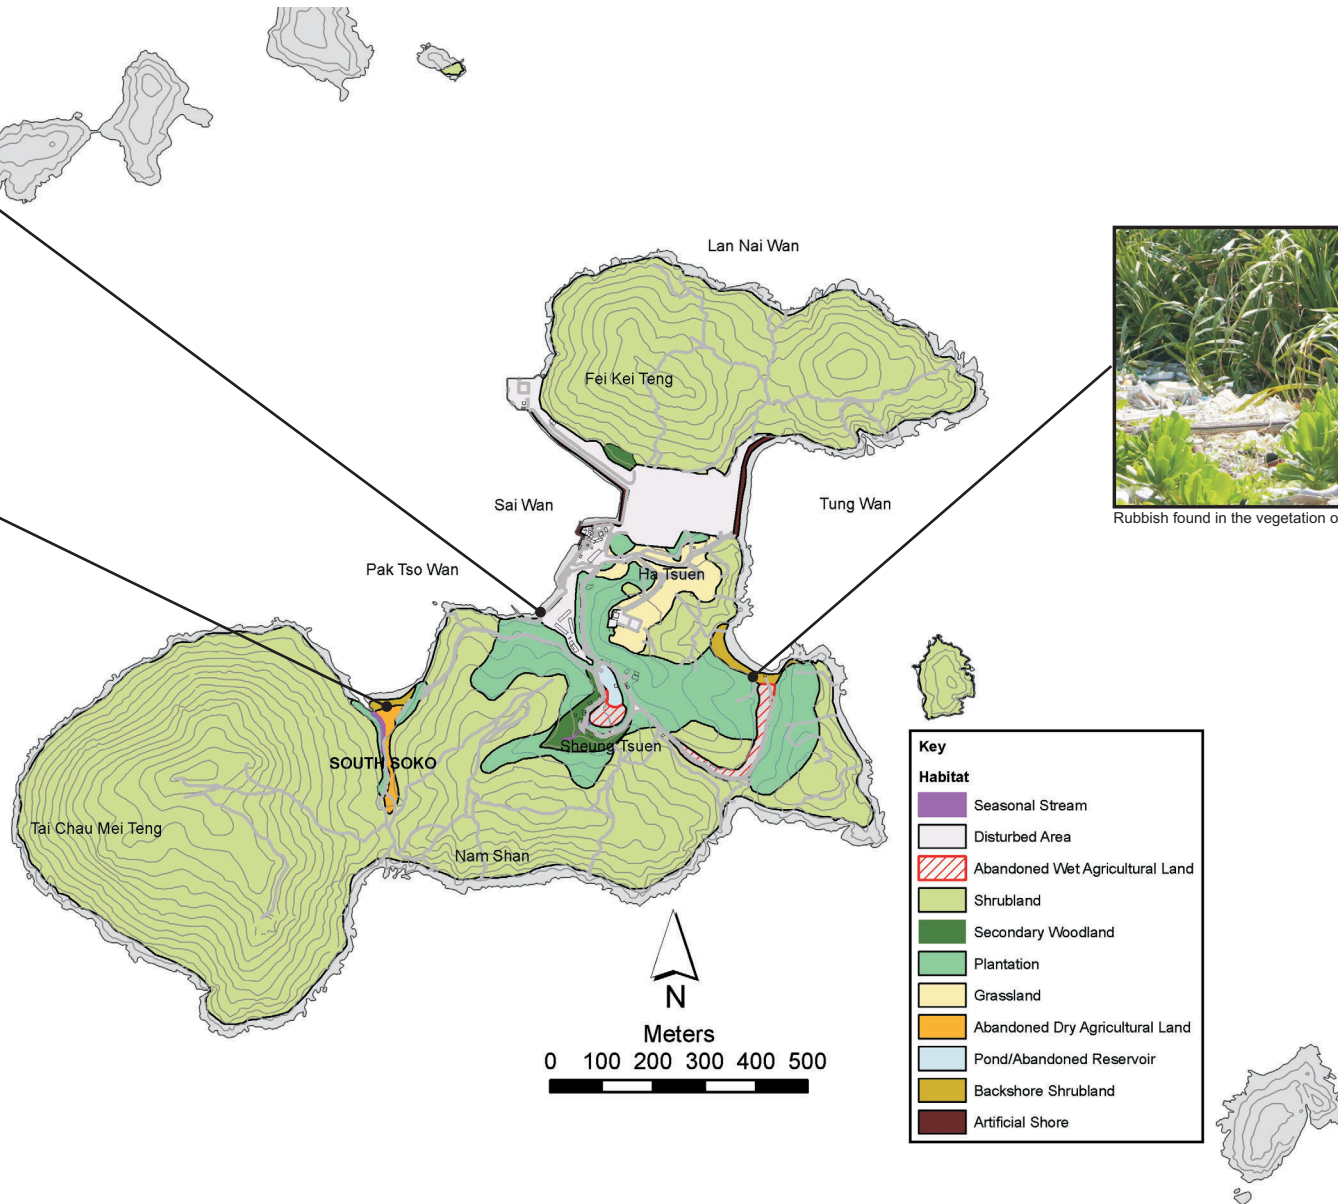 Lan Nai Wan
Fei Kei Teng
Sai Wan
Tung Wan
Rubbish found in the vegetation o
Pak Tso Wan
Ha Tsuen
Sheung Tsuen
SOUTH SOKO
Tai Chau Mei Teng
Nam Shan
N
Meters
0 100 200 300 400 500
Key
Habitat
Seasonal Stream
Disturbed Area
Abandoned Wet Agricultural Land
Shrubland
Secondary Woodland
Plantation
Grassland
Abandoned Dry Agricultural Land
Pond/Abandoned Reservoir
Backshore Shrubland
Artificial Shore